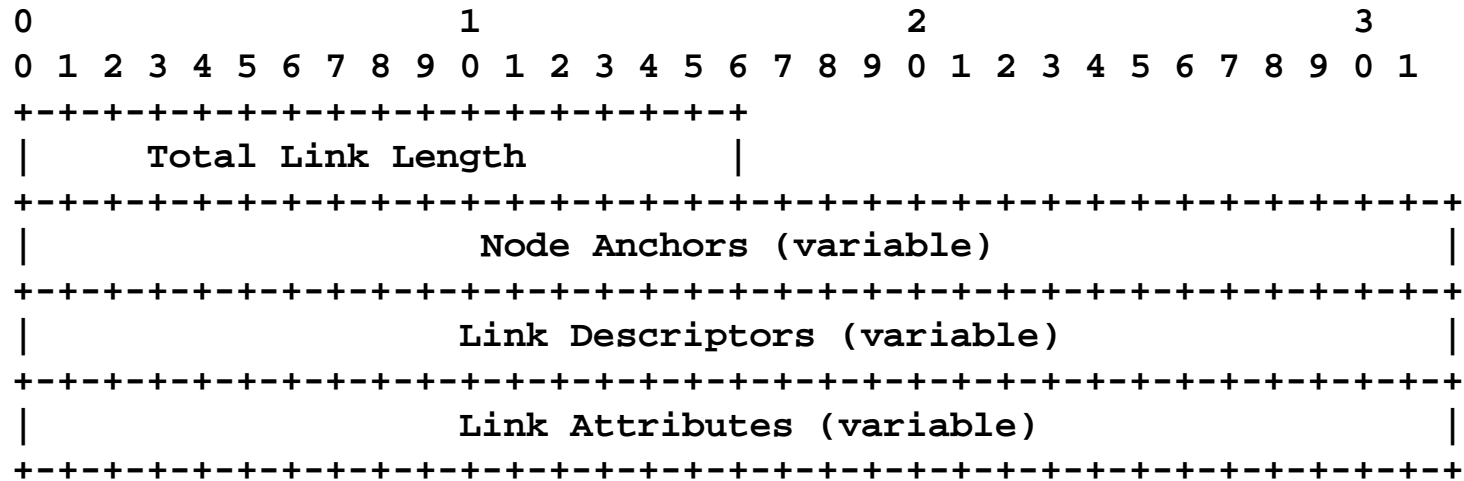 0                   1                   2                   3
0 1 2 3 4 5 6 7 8 9 0 1 2 3 4 5 6 7 8 9 0 1 2 3 4 5 6 7 8 9 0 1
+-+-+-+-+-+-+-+-+-+-+-+-+-+-+-+-+
|     Total Link Length         |
+-+-+-+-+-+-+-+-+-+-+-+-+-+-+-+-+-+-+-+-+-+-+-+-+-+-+-+-+-+-+-+-+
|                    Node Anchors (variable)                    |
+-+-+-+-+-+-+-+-+-+-+-+-+-+-+-+-+-+-+-+-+-+-+-+-+-+-+-+-+-+-+-+-+
|                   Link Descriptors (variable)                 |
+-+-+-+-+-+-+-+-+-+-+-+-+-+-+-+-+-+-+-+-+-+-+-+-+-+-+-+-+-+-+-+-+
|                   Link Attributes (variable)                  |
+-+-+-+-+-+-+-+-+-+-+-+-+-+-+-+-+-+-+-+-+-+-+-+-+-+-+-+-+-+-+-+-+